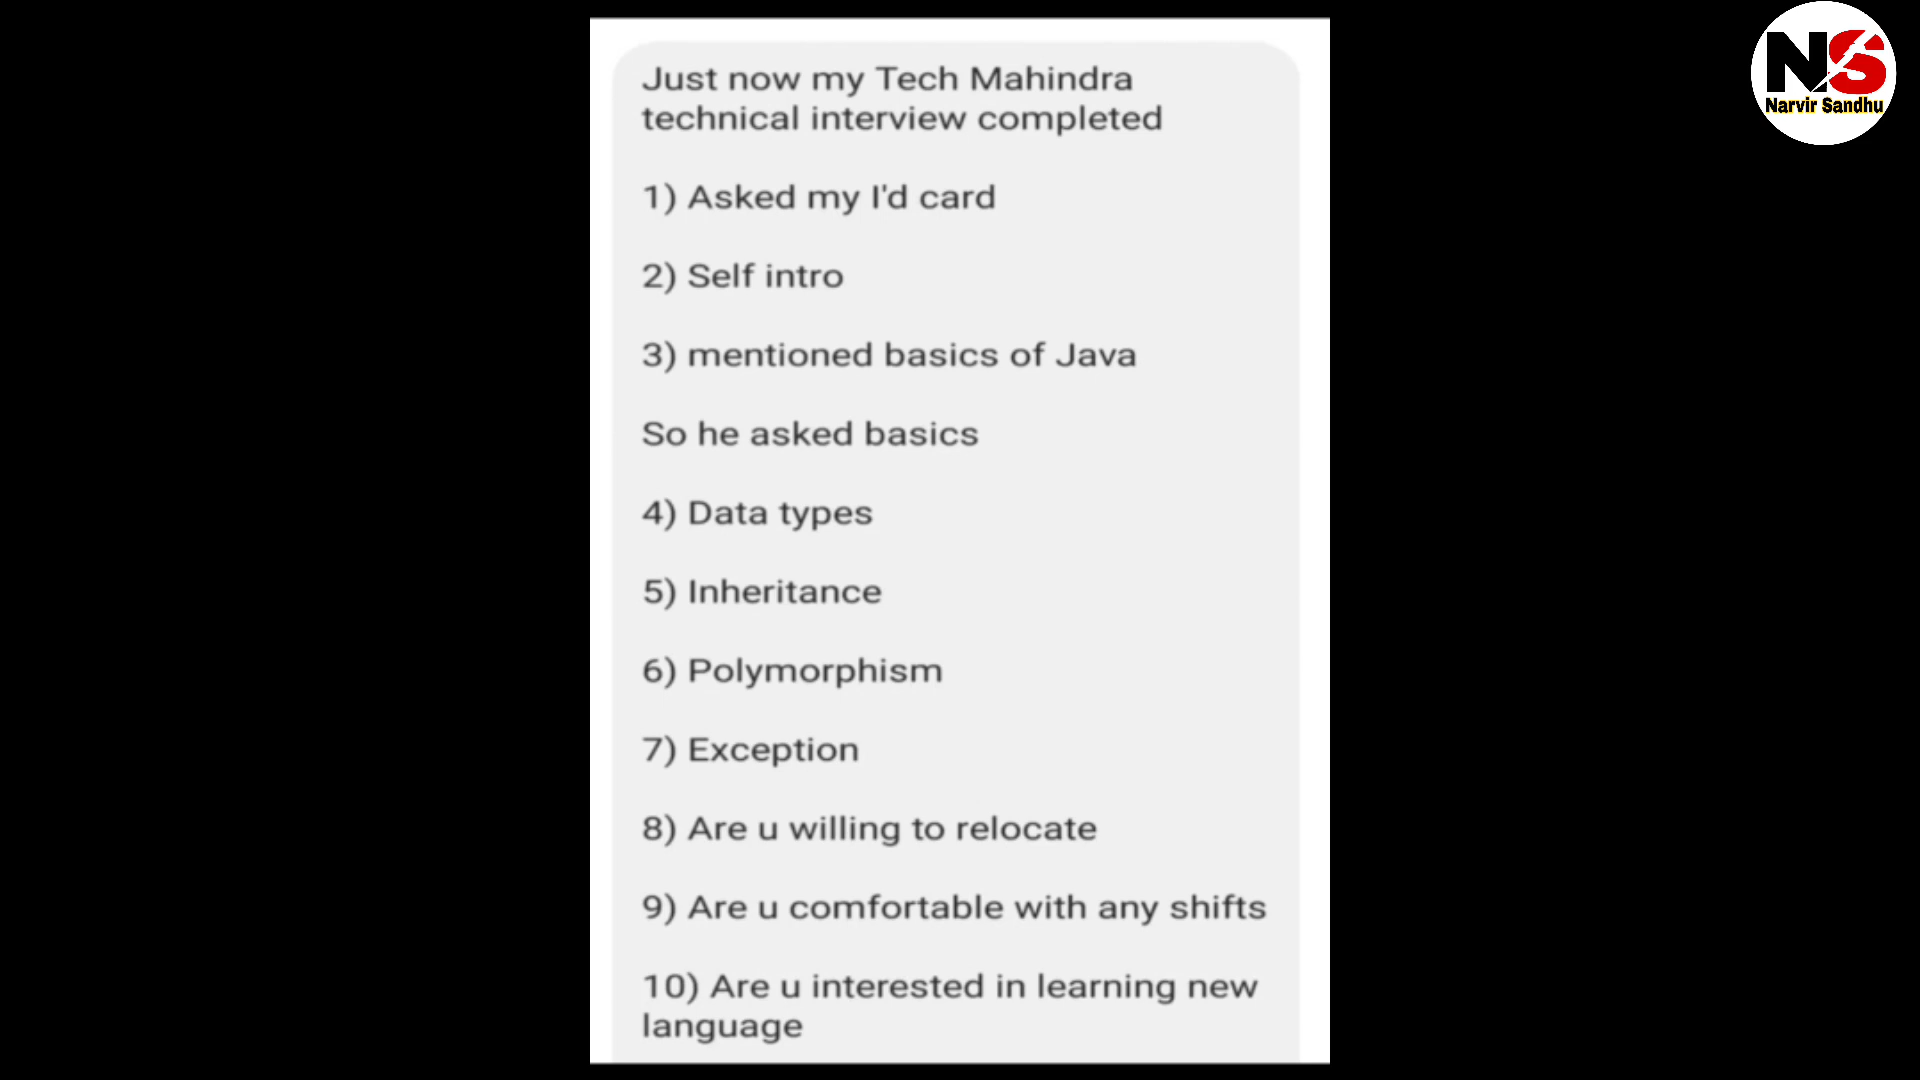 Just now my Tech Mahindra
technical interview completed
1) Asked my I'd card
2) Self intro
3) mentioned basics of Java
So he asked basics
4) Data types
5) Inheritance
6) Polymorphism
7) Exception
8) Are u willing to relocate
9) Are u comfortable with any shifts
10) Are u interested in learning new
language
NS
Narvir Sandhu